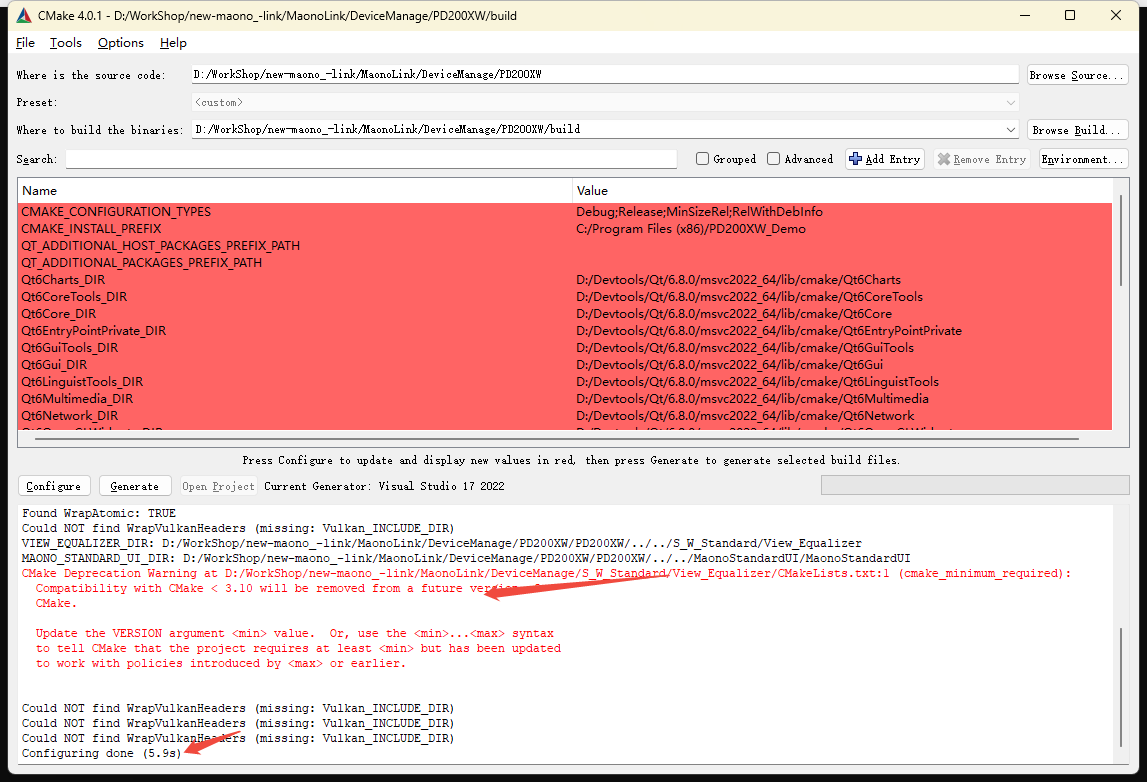 CMake 4.0.1 - D:/WorkShop/new-maono_-link/MaonoLink/DeviceManage/PD200XW/build
File Tools Options Help
Where is the source code: D:/WorkShop/new-maono_-link/MaonoLink/DeviceManage/PD200XW Browse Source...
Preset: <custom>
Where to build the binaries: D:/WorkShop/new-maono_-link/MaonoLink/DeviceManage/PD200XW/build Browse Build...
Search: Grouped Advanced Add Entry Remove Entry Environment...
Name Value
CMAKE_CONFIGURATION_TYPES Debug;Release;MinSizeRel;RelWithDebInfo
CMAKE_INSTALL_PREFIX C:/Program Files (x86)/PD200XW_Demo
QT_ADDITIONAL_HOST_PACKAGES_PREFIX_PATH
QT_ADDITIONAL_PACKAGES_PREFIX_PATH
Qt6Charts_DIR D:/Devtools/Qt/6.8.0/msvc2022_64/lib/cmake/Qt6Charts
Qt6CoreTools_DIR D:/Devtools/Qt/6.8.0/msvc2022_64/lib/cmake/Qt6CoreTools
Qt6Core_DIR D:/Devtools/Qt/6.8.0/msvc2022_64/lib/cmake/Qt6Core
Qt6EntryPointPrivate_DIR D:/Devtools/Qt/6.8.0/msvc2022_64/lib/cmake/Qt6EntryPointPrivate
Qt6GuiTools_DIR D:/Devtools/Qt/6.8.0/msvc2022_64/lib/cmake/Qt6GuiTools
Qt6Gui_DIR D:/Devtools/Qt/6.8.0/msvc2022_64/lib/cmake/Qt6Gui
Qt6LinguistTools_DIR D:/Devtools/Qt/6.8.0/msvc2022_64/lib/cmake/Qt6LinguistTools
Qt6Multimedia_DIR D:/Devtools/Qt/6.8.0/msvc2022_64/lib/cmake/Qt6Multimedia
Qt6Network_DIR D:/Devtools/Qt/6.8.0/msvc2022_64/lib/cmake/Qt6Network
Press Configure to update and display new values in red, then press Generate to generate selected build files.
Configure Generate Open Project Current Generator: Visual Studio 17 2022
Found WrapAtomic: TRUE
Could NOT find WrapVulkanHeaders (missing: Vulkan_INCLUDE_DIR)
VIEW_EQUALIZER_DIR: D:/WorkShop/new-maono_-link/MaonoLink/DeviceManage/PD200XW/PD200XW/../../S_W_Standard/View_Equalizer
MAONO_STANDARD_UI_DIR: D:/WorkShop/new-maono_-link/MaonoLink/DeviceManage/PD200XW/PD200XW/../../MaonoStandardUI/MaonoStandardUI
CMake Deprecation Warning at D:/WorkShop/new-maono_-link/MaonoLink/DeviceManage/S_W_Standard/View_Equalizer/CMakeLists.txt:1 (cmake_minimum_required):
Compatibility with CMake < 3.10 will be removed from a future
CMake.
Update the VERSION argument <min> value. Or, use the <min>...<max> syntax
to tell CMake that the project requires at least <min> but has been updated
to work with policies introduced by <max> or earlier.
Could NOT find WrapVulkanHeaders (missing: Vulkan_INCLUDE_DIR)
Could NOT find WrapVulkanHeaders (missing: Vulkan_INCLUDE_DIR)
Could NOT find WrapVulkanHeaders (missing: Vulkan_INCLUDE_DIR)
Configuring done (5.9s)